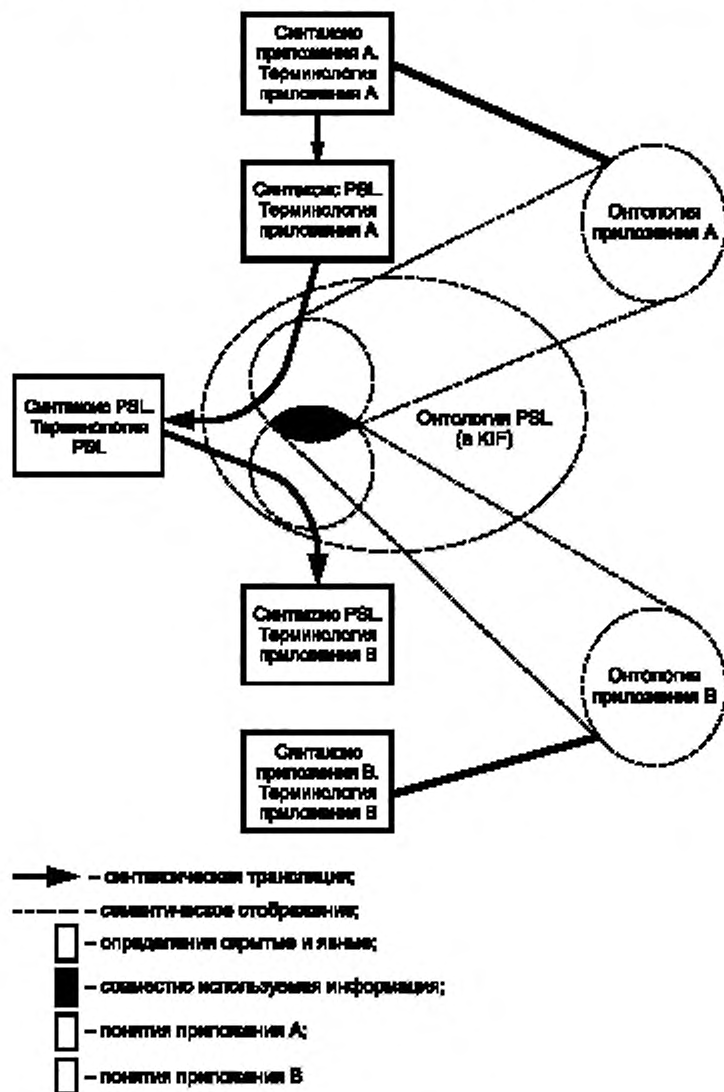 Синтаксис
приложения A.
Терминология
приложения A
Синтаксис PSL.
Терминология
приложения A
Онтология
приложения A
Синтаксис PSL.
Терминология
PSL
Онтология PSL
(в KIF)
Синтаксис PSL.
Терминология
приложения B
Онтология
приложения B
Синтаксис
приложения B.
Терминология
приложения B
– синтаксическая трансляция;
– семантическое отображение;
– определения скрытые и явные;
– совместно используемая информация;
– понятия приложения A;
– понятия приложения B